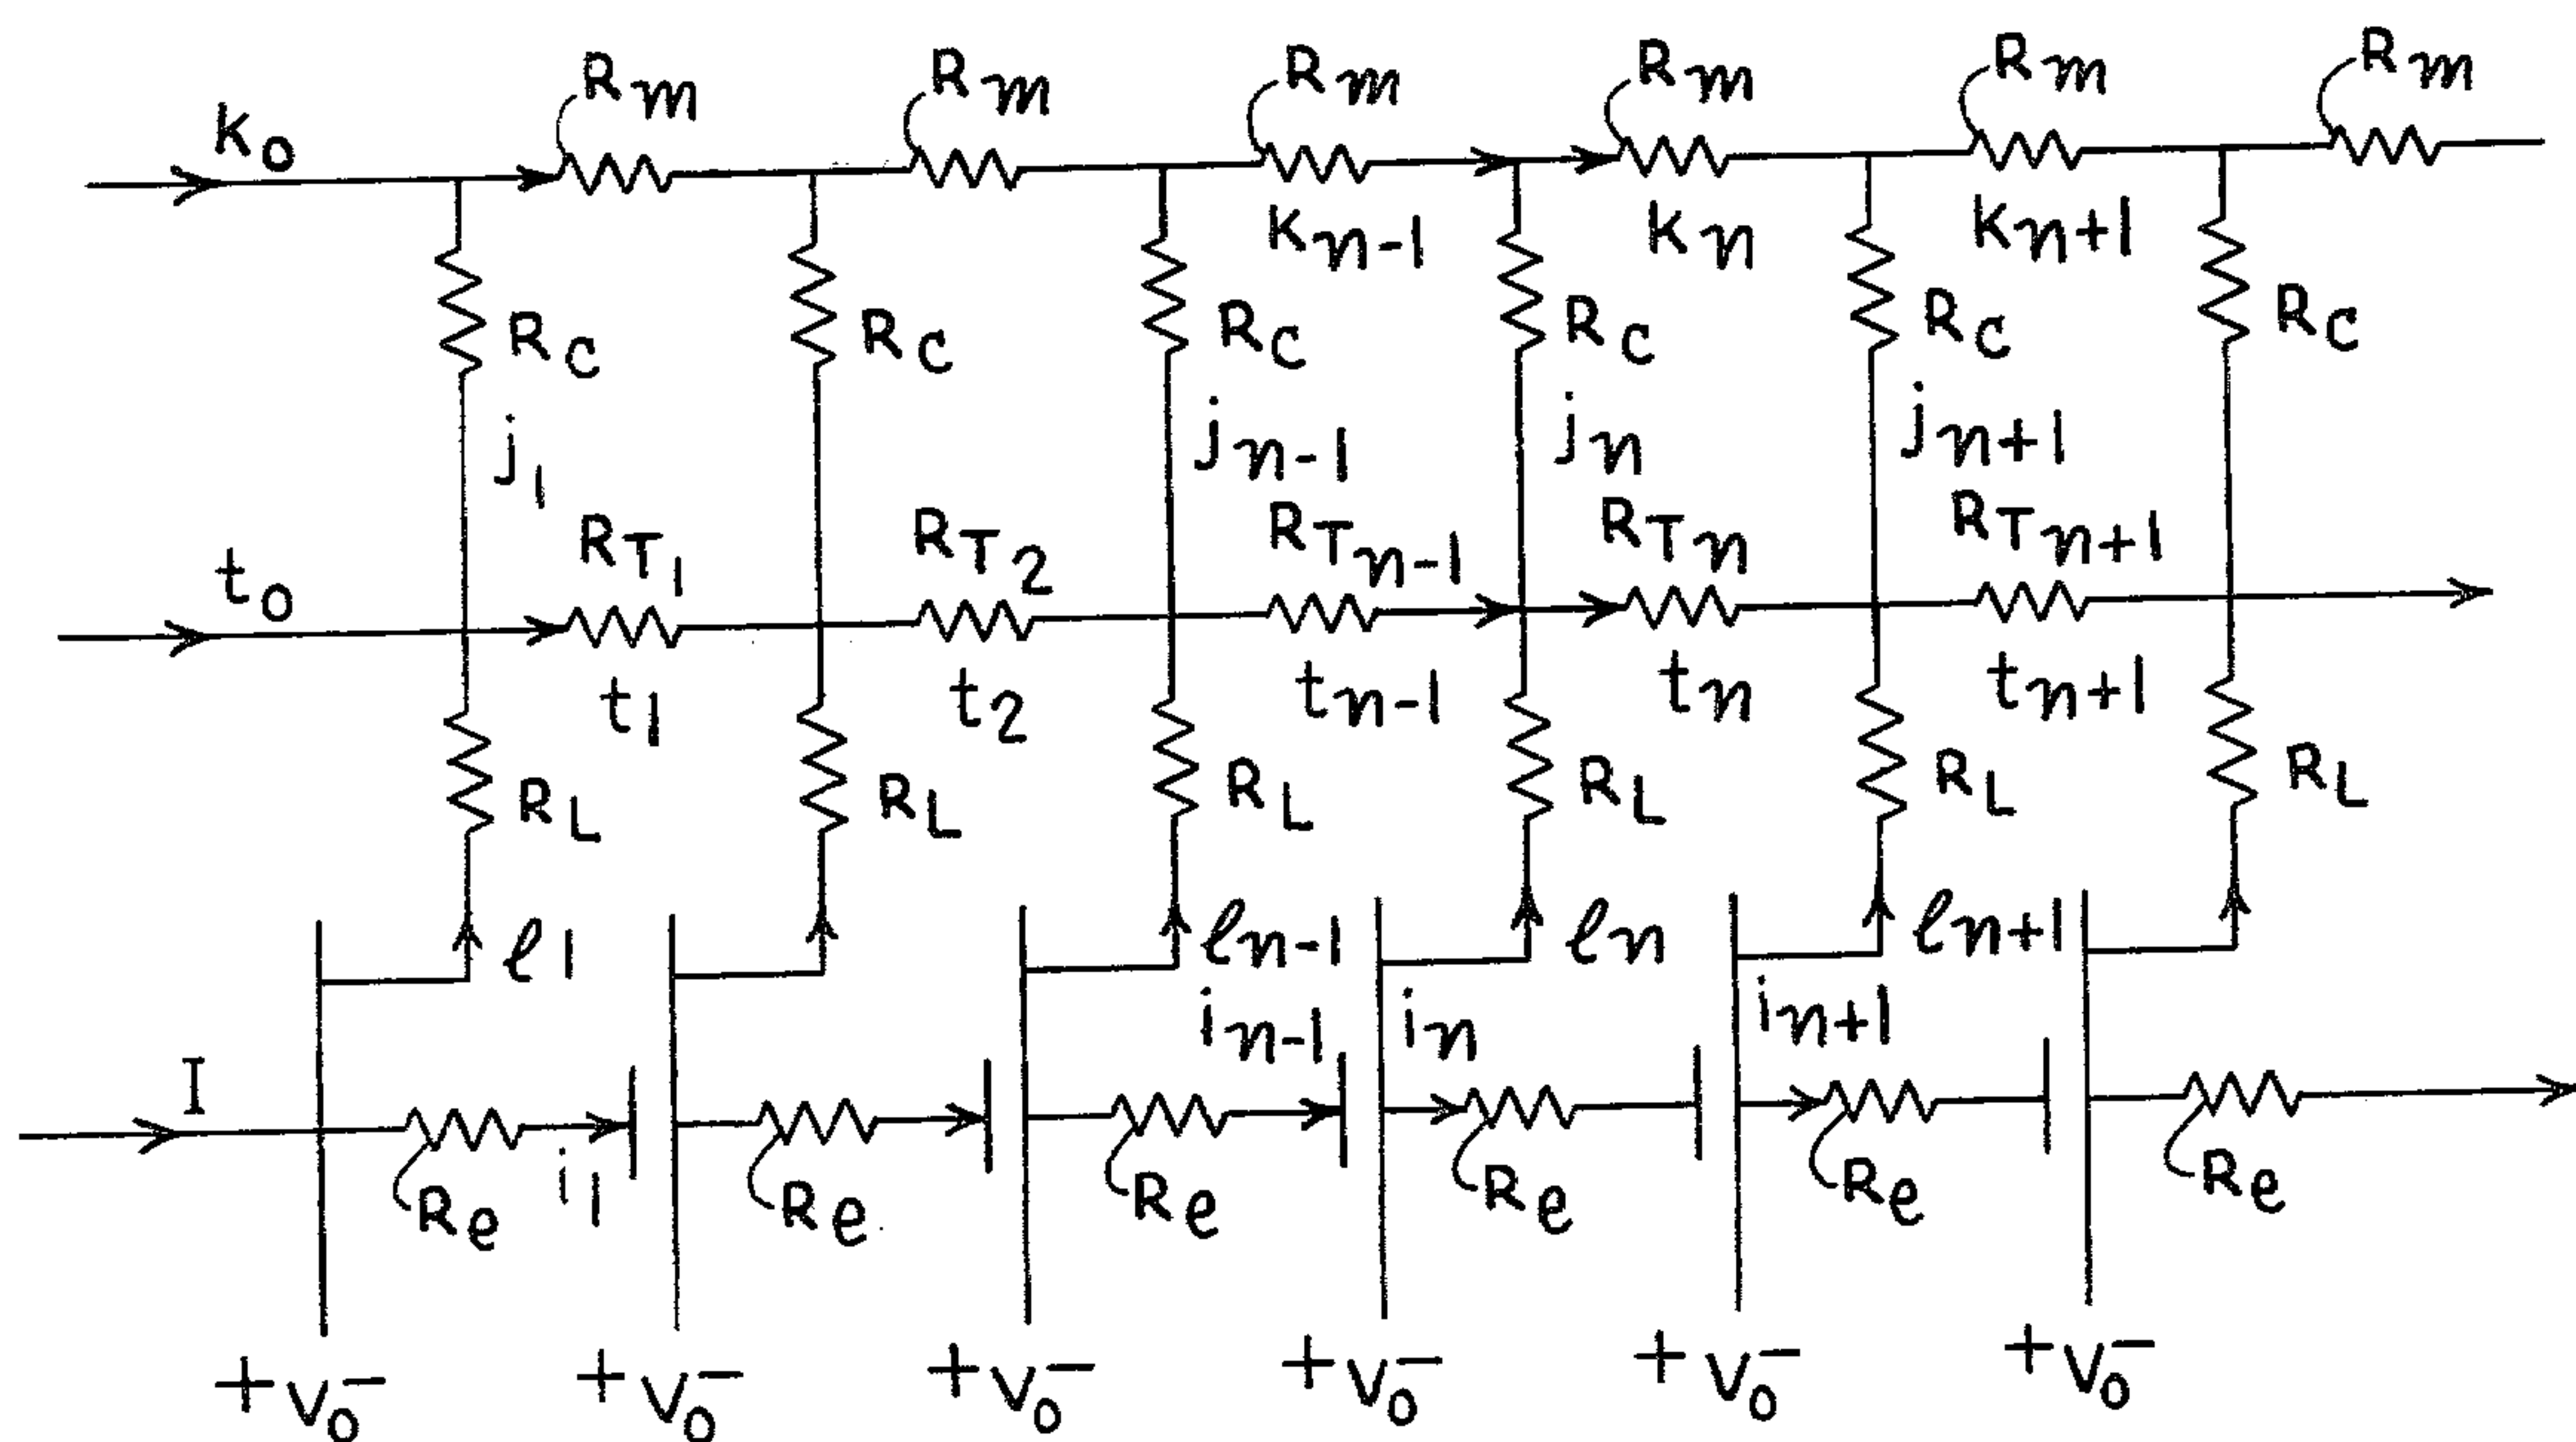 Rm Rm Rm Rm Rm Rm
k0
kn-1 kn kn+1
RC RC RC RC RC RC
j1 jn-1 jn jn+1
RT1 RT2 RTn-1 RTn RTn+1
t0
t1 t2 tn-1 tn tn+1
RL RL RL RL RL RL
ℓ1 ℓn-1 ℓn ℓn+1
in-1 in in+1
I
i1
Re Re Re Re Re Re
+V0- +V0- +V0- +V0- +V0- +V0-